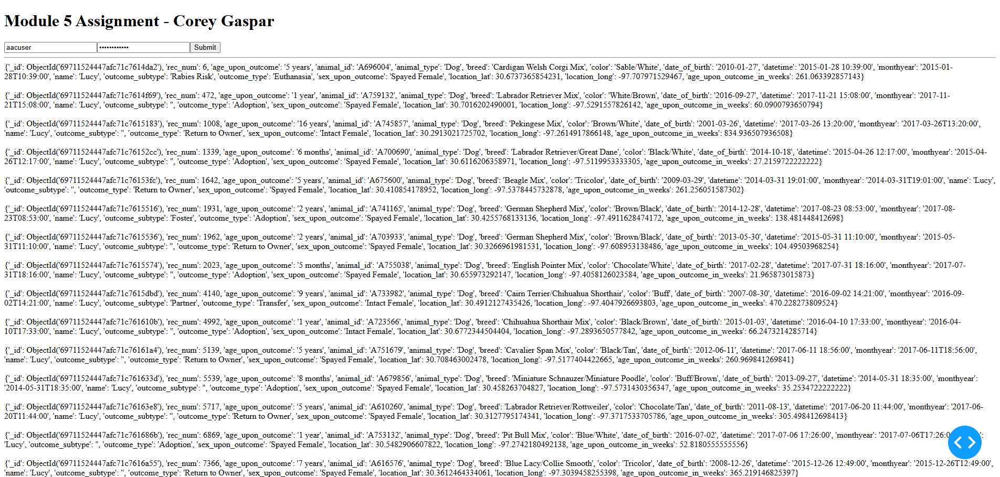 Module 5 Assignment - Corey Gaspar
aacuser •••••••••••• Submit
{'_id': ObjectId('69711524447afc71c7614da2'), 'rec_num': 6, 'age_upon_outcome': '5 years', 'animal_id': 'A696004', 'animal_type': 'Dog', 'breed': 'Cardigan Welsh Corgi Mix', 'color': 'Sable/White', 'date_of_birth': '2010-01-27', 'datetime': '2015-01-28 10:39:00', 'monthyear': '2015-01-
28T10:39:00', 'name': 'Lucy', 'outcome_subtype': 'Rabies Risk', 'outcome_type': 'Euthanasia', 'sex_upon_outcome': 'Spayed Female', 'location_lat': 30.6737365854231, 'location_long': -97.707971529467, 'age_upon_outcome_in_weeks': 261.063392857143}
{'_id': ObjectId('69711524447afc71c7614f69'), 'rec_num': 472, 'age_upon_outcome': '1 year', 'animal_id': 'A759132', 'animal_type': 'Dog', 'breed': 'Labrador Retriever Mix', 'color': 'White/Brown', 'date_of_birth': '2016-09-27', 'datetime': '2017-11-21 15:08:00', 'monthyear': '2017-11-
21T15:08:00', 'name': 'Lucy', 'outcome_subtype': '', 'outcome_type': 'Adoption', 'sex_upon_outcome': 'Spayed Female', 'location_lat': 30.7016202490001, 'location_long': -97.5291557826142, 'age_upon_outcome_in_weeks': 60.0900793650794}
{'_id': ObjectId('69711524447afc71c7615183'), 'rec_num': 1008, 'age_upon_outcome': '16 years', 'animal_id': 'A745857', 'animal_type': 'Dog', 'breed': 'Pekingese Mix', 'color': 'Brown/White', 'date_of_birth': '2001-03-26', 'datetime': '2017-03-26 13:20:00', 'monthyear': '2017-03-26T13:20:00',
'name': 'Lucy', 'outcome_subtype': '', 'outcome_type': 'Return to Owner', 'sex_upon_outcome': 'Intact Female', 'location_lat': 30.2913021725702, 'location_long': -97.2614917866148, 'age_upon_outcome_in_weeks': 834.936507936508}
{'_id': ObjectId('69711524447afc71c76152cc'), 'rec_num': 1339, 'age_upon_outcome': '6 months', 'animal_id': 'A700690', 'animal_type': 'Dog', 'breed': 'Labrador Retriever/Great Dane', 'color': 'Black/White', 'date_of_birth': '2014-10-18', 'datetime': '2015-04-26 12:17:00', 'monthyear': '2015-04-
26T12:17:00', 'name': 'Lucy', 'outcome_subtype': '', 'outcome_type': 'Adoption', 'sex_upon_outcome': 'Spayed Female', 'location_lat': 30.6116206358971, 'location_long': -97.5119953333305, 'age_upon_outcome_in_weeks': 27.2159722222222}
{'_id': ObjectId('69711524447afc71c76153fc'), 'rec_num': 1642, 'age_upon_outcome': '5 years', 'animal_id': 'A675600', 'animal_type': 'Dog', 'breed': 'Beagle Mix', 'color': 'Tricolor', 'date_of_birth': '2009-03-29', 'datetime': '2014-03-31 19:01:00', 'monthyear': '2014-03-31T19:01:00', 'name': 'Lucy',
'outcome_subtype': '', 'outcome_type': 'Return to Owner', 'sex_upon_outcome': 'Spayed Female', 'location_lat': 30.410854178952, 'location_long': -97.5378445732878, 'age_upon_outcome_in_weeks': 261.256051587302}
{'_id': ObjectId('69711524447afc71c7615516'), 'rec_num': 1931, 'age_upon_outcome': '2 years', 'animal_id': 'A741165', 'animal_type': 'Dog', 'breed': 'German Shepherd Mix', 'color': 'Brown/Black', 'date_of_birth': '2014-12-28', 'datetime': '2017-08-23 08:53:00', 'monthyear': '2017-08-
23T08:53:00', 'name': 'Lucy', 'outcome_subtype': 'Foster', 'outcome_type': 'Adoption', 'sex_upon_outcome': 'Spayed Female', 'location_lat': 30.4255768133136, 'location_long': -97.4911628474172, 'age_upon_outcome_in_weeks': 138.481448412698}
{'_id': ObjectId('69711524447afc71c7615536'), 'rec_num': 1962, 'age_upon_outcome': '2 years', 'animal_id': 'A703933', 'animal_type': 'Dog', 'breed': 'German Shepherd Mix', 'color': 'Brown/Black', 'date_of_birth': '2013-05-30', 'datetime': '2015-05-31 11:10:00', 'monthyear': '2015-05-
31T11:10:00', 'name': 'Lucy', 'outcome_subtype': '', 'outcome_type': 'Return to Owner', 'sex_upon_outcome': 'Spayed Female', 'location_lat': 30.3266961981531, 'location_long': -97.608953138486, 'age_upon_outcome_in_weeks': 104.49503968254}
{'_id': ObjectId('69711524447afc71c7615574'), 'rec_num': 2023, 'age_upon_outcome': '5 months', 'animal_id': 'A755038', 'animal_type': 'Dog', 'breed': 'English Pointer Mix', 'color': 'Chocolate/White', 'date_of_birth': '2017-02-28', 'datetime': '2017-07-31 18:16:00', 'monthyear': '2017-07-
31T18:16:00', 'name': 'Lucy', 'outcome_subtype': '', 'outcome_type': 'Adoption', 'sex_upon_outcome': 'Spayed Female', 'location_lat': 30.655973292147, 'location_long': -97.4058126023584, 'age_upon_outcome_in_weeks': 21.965873015873}
{'_id': ObjectId('69711524447afc71c7615dbd'), 'rec_num': 4140, 'age_upon_outcome': '9 years', 'animal_id': 'A733982', 'animal_type': 'Dog', 'breed': 'Cairn Terrier/Chihuahua Shorthair', 'color': 'Buff', 'date_of_birth': '2007-08-30', 'datetime': '2016-09-02 14:21:00', 'monthyear': '2016-09-
02T14:21:00', 'name': 'Lucy', 'outcome_subtype': 'Partner', 'outcome_type': 'Transfer', 'sex_upon_outcome': 'Intact Female', 'location_lat': 30.4912127435426, 'location_long': -97.4047926693803, 'age_upon_outcome_in_weeks': 470.228273809524}
{'_id': ObjectId('69711524447afc71c761610b'), 'rec_num': 4992, 'age_upon_outcome': '1 year', 'animal_id': 'A723566', 'animal_type': 'Dog', 'breed': 'Chihuahua Shorthair Mix', 'color': 'Black/Brown', 'date_of_birth': '2015-01-03', 'datetime': '2016-04-10 17:33:00', 'monthyear': '2016-04-
10T17:33:00', 'name': 'Lucy', 'outcome_subtype': '', 'outcome_type': 'Adoption', 'sex_upon_outcome': 'Intact Female', 'location_lat': 30.6772344504404, 'location_long': -97.2893650577842, 'age_upon_outcome_in_weeks': 66.2473214285714}
{'_id': ObjectId('69711524447afc71c76161a4'), 'rec_num': 5139, 'age_upon_outcome': '5 years', 'animal_id': 'A751679', 'animal_type': 'Dog', 'breed': 'Cavalier Span Mix', 'color': 'Black/Tan', 'date_of_birth': '2012-06-11', 'datetime': '2017-06-11 18:56:00', 'monthyear': '2017-06-11T18:56:00',
'name': 'Lucy', 'outcome_subtype': '', 'outcome_type': 'Return to Owner', 'sex_upon_outcome': 'Spayed Female', 'location_lat': 30.708463002478, 'location_long': -97.5177404422665, 'age_upon_outcome_in_weeks': 260.969841269841}
{'_id': ObjectId('69711524447afc71c761633d'), 'rec_num': 5539, 'age_upon_outcome': '8 months', 'animal_id': 'A679856', 'animal_type': 'Dog', 'breed': 'Miniature Schnauzer/Miniature Poodle', 'color': 'Buff/Brown', 'date_of_birth': '2013-09-27', 'datetime': '2014-05-31 18:35:00', 'monthyear':
'2014-05-31T18:35:00', 'name': 'Lucy', 'outcome_subtype': '', 'outcome_type': 'Adoption', 'sex_upon_outcome': 'Spayed Female', 'location_lat': 30.458263704827, 'location_long': -97.5731430356347, 'age_upon_outcome_in_weeks': 35.2534722222222}
{'_id': ObjectId('69711524447afc71c76163e8'), 'rec_num': 5717, 'age_upon_outcome': '5 years', 'animal_id': 'A610260', 'animal_type': 'Dog', 'breed': 'Labrador Retriever/Rottweiler', 'color': 'Chocolate/Tan', 'date_of_birth': '2011-08-13', 'datetime': '2017-06-20 11:44:00', 'monthyear': '2017-06-
20T11:44:00', 'name': 'Lucy', 'outcome_subtype': '', 'outcome_type': 'Return to Owner', 'sex_upon_outcome': 'Spayed Female', 'location_lat': 30.3127795174341, 'location_long': -97.3717533705786, 'age_upon_outcome_in_weeks': 305.498412698413}
{'_id': ObjectId('69711524447afc71c761686b'), 'rec_num': 6869, 'age_upon_outcome': '1 year', 'animal_id': 'A753132', 'animal_type': 'Dog', 'breed': 'Pit Bull Mix', 'color': 'Blue/White', 'date_of_birth': '2016-07-02', 'datetime': '2017-07-06 17:26:00', 'monthyear':
'Lucy', 'outcome_subtype': '', 'outcome_type': 'Adoption', 'sex_upon_outcome': 'Spayed Female', 'location_lat': 30.5482906607822, 'location_long': -97.2742180492138, 'age_upon_outcome_in_weeks': 52.8180555555556}
{'_id': ObjectId('69711524447afc71c7616a55'), 'rec_num': 7366, 'age_upon_outcome': '7 years', 'animal_id': 'A616576', 'animal_type': 'Dog', 'breed': 'Blue Lacy/Collie Smooth', 'color': 'Tricolor', 'date_of_birth': '2008-12-26', 'datetime': '2015-12-26 12:49:00', 'monthyear': '2015-12-26T12:49:00',
'name': 'Lucy', 'outcome_subtype': '', 'outcome_type': 'Return to Owner', 'sex_upon_outcome': 'Spayed Female', 'location_lat': 30.3612464334061, 'location_long': -97.3039458255398, 'age_upon_outcome_in_weeks': 365.219146825397}